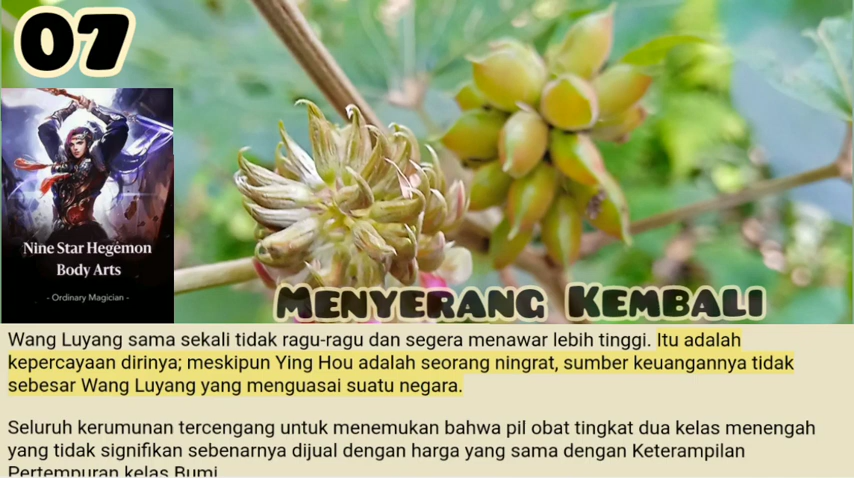 07
Nine Star Hegemon
Body Arts
- Ordinary Magician -
Menyerang Kembali
Wang Luyang sama sekali tidak ragu-ragu dan segera menawar lebih tinggi. Itu adalah
kepercayaan dirinya; meskipun Ying Hou adalah seorang ningrat, sumber keuangannya tidak
sebesar Wang Luyang yang menguasai suatu negara.
Seluruh kerumunan tercengang untuk menemukan bahwa pil obat tingkat dua kelas menengah
yang tidak signifikan sebenarnya dijual dengan harga yang sama dengan Keterampilan
Pertempuran kelas Bumi